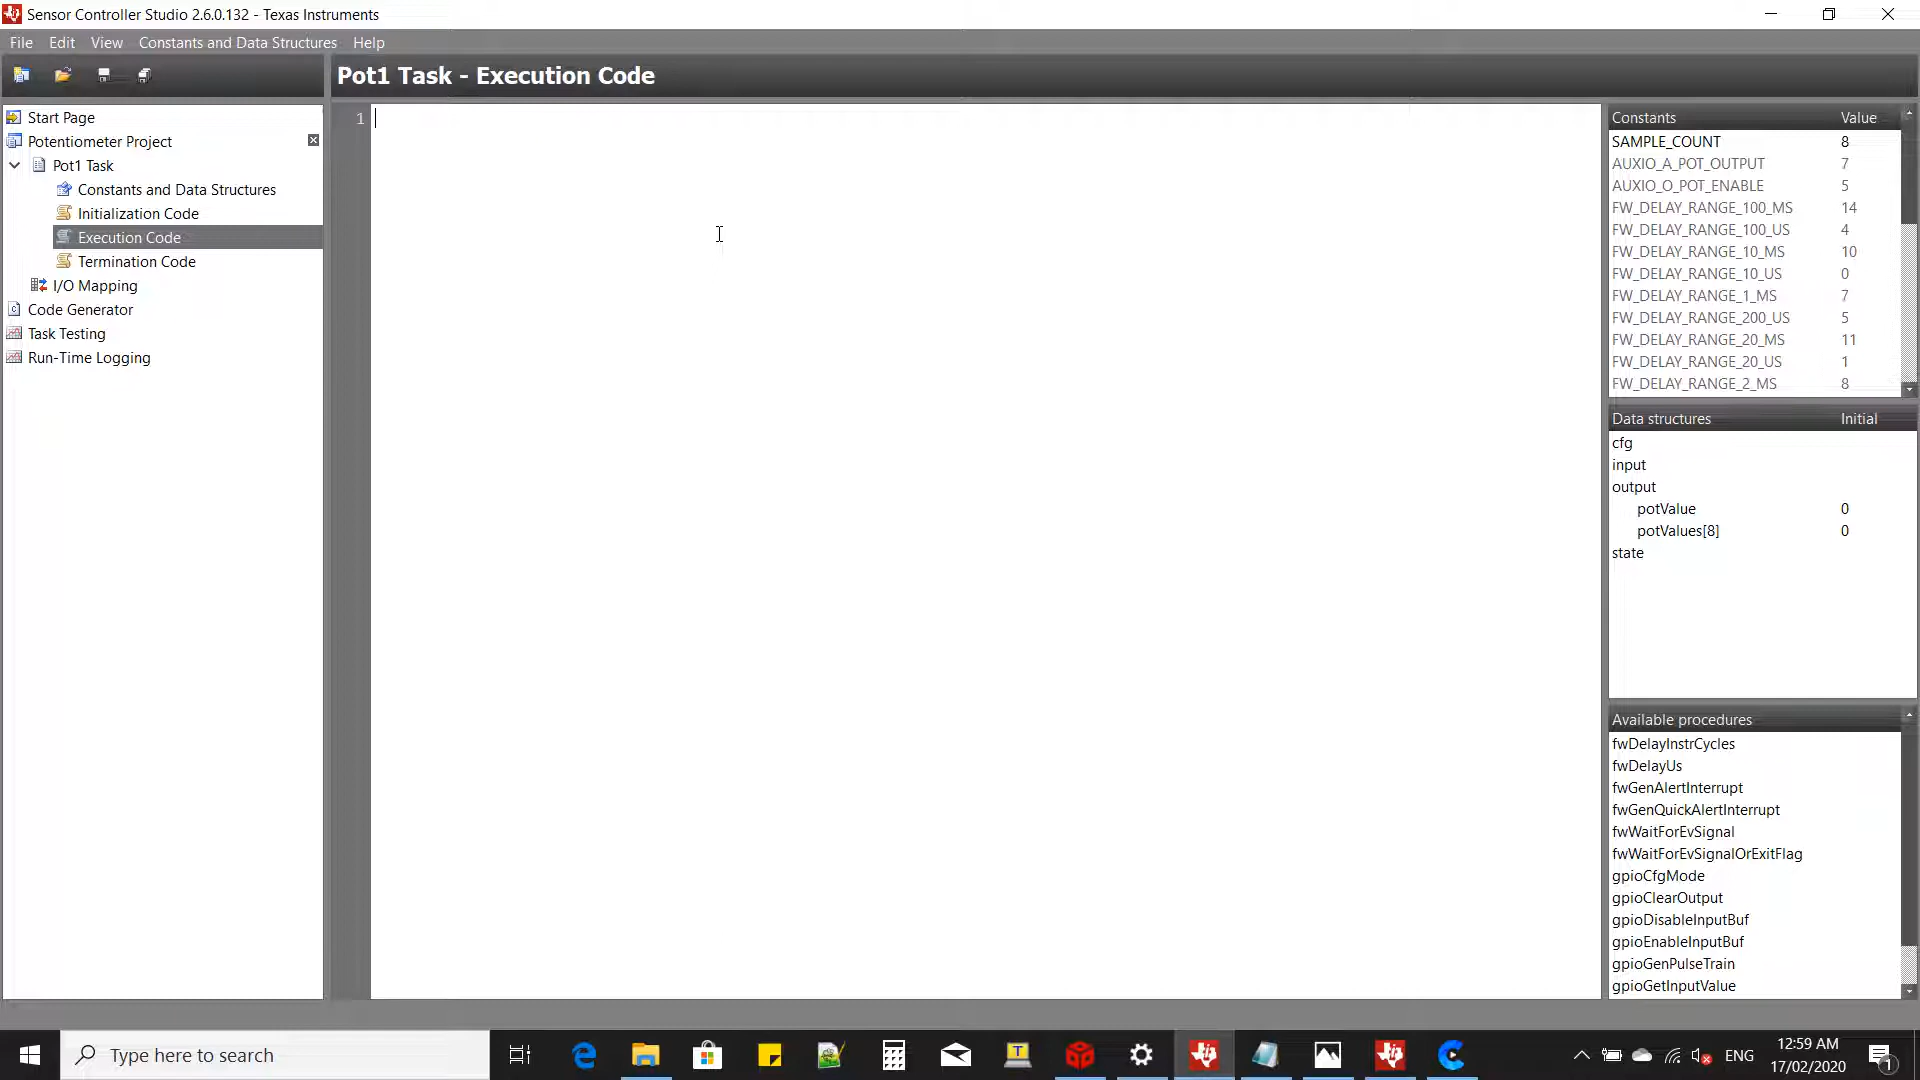 Sensor Controller Studio 2.6.0.132 - Texas Instruments
File Edit View Constants and Data Structures Help
Pot1 Task - Execution Code
Start Page
Potentiometer Project
Pot1 Task
Constants and Data Structures
Initialization Code
Execution Code
Termination Code
I/O Mapping
Code Generator
Task Testing
Run-Time Logging
1
Constants Value
SAMPLE_COUNT 8
AUXIO_A_POT_OUTPUT 7
AUXIO_O_POT_ENABLE 5
FW_DELAY_RANGE_100_MS 14
FW_DELAY_RANGE_100_US 4
FW_DELAY_RANGE_10_MS 10
FW_DELAY_RANGE_10_US 0
FW_DELAY_RANGE_1_MS 7
FW_DELAY_RANGE_200_US 5
FW_DELAY_RANGE_20_MS 11
FW_DELAY_RANGE_20_US 1
FW_DELAY_RANGE_2_MS 8
Data structures Initial
cfg
input
output
potValue 0
potValues[8] 0
state
Available procedures
fwDelayInstrCycles
fwDelayUs
fwGenAlertInterrupt
fwGenQuickAlertInterrupt
fwWaitForEvSignal
fwWaitForEvSignalOrExitFlag
gpioCfgMode
gpioClearOutput
gpioDisableInputBuf
gpioEnableInputBuf
gpioGenPulseTrain
gpioGetInputValue
Type here to search
T
ENG
12:59 AM
17/02/2020
1